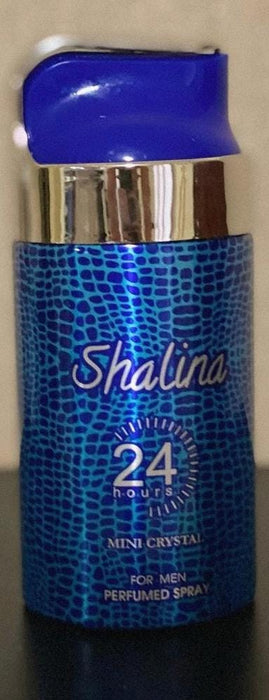 Shalina
24
hours
MINI CRYSTAL
FOR MEN
PERFUMED SPRAY